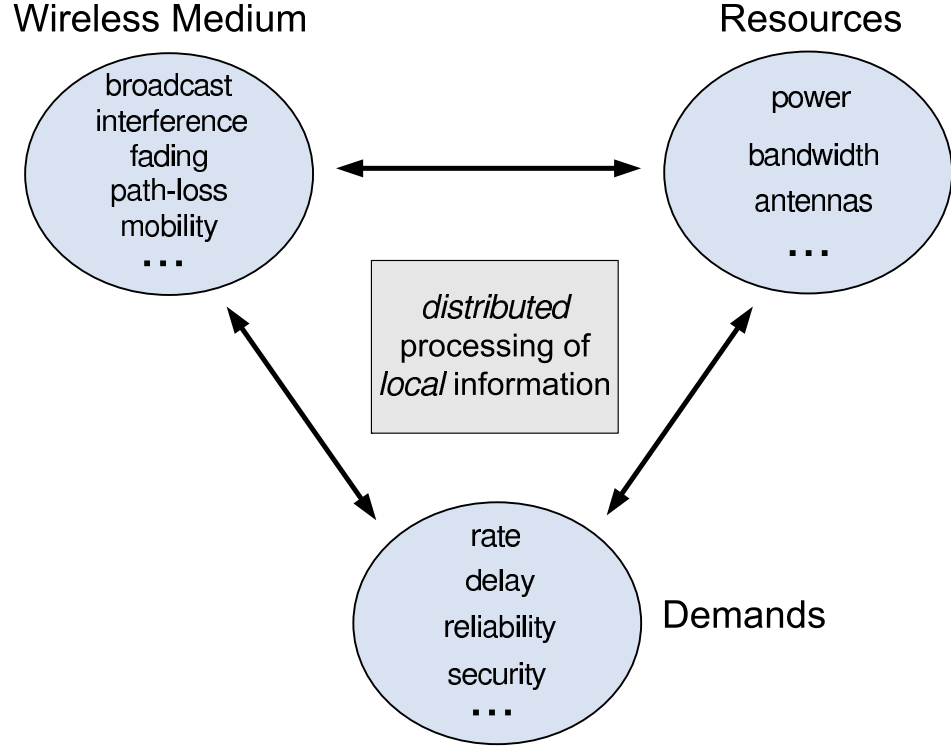 Wireless Medium
broadcast
interference
fading
path-loss
mobility
...
Resources
power
bandwidth
antennas
...
distributed
processing of
local information
rate
delay
reliability
security
...
Demands